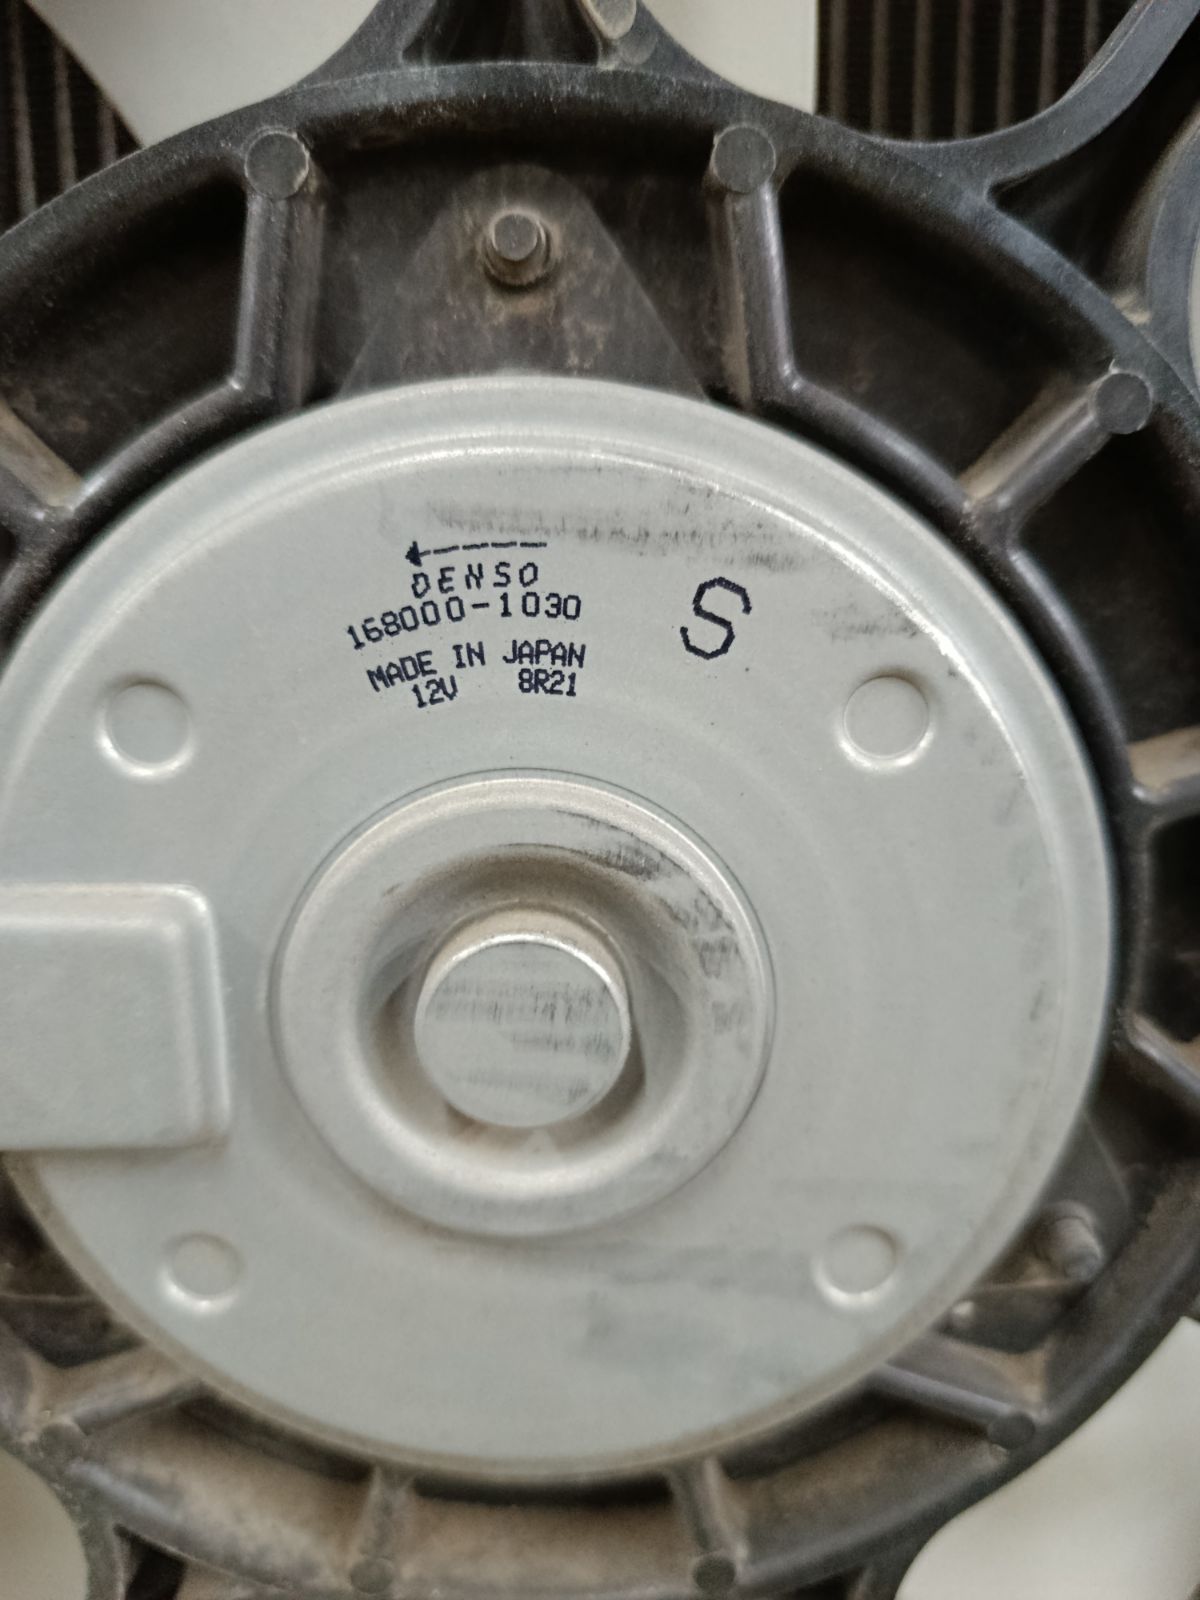 DENSO
168000-1030
S
MADE IN JAPAN
12V 8R21